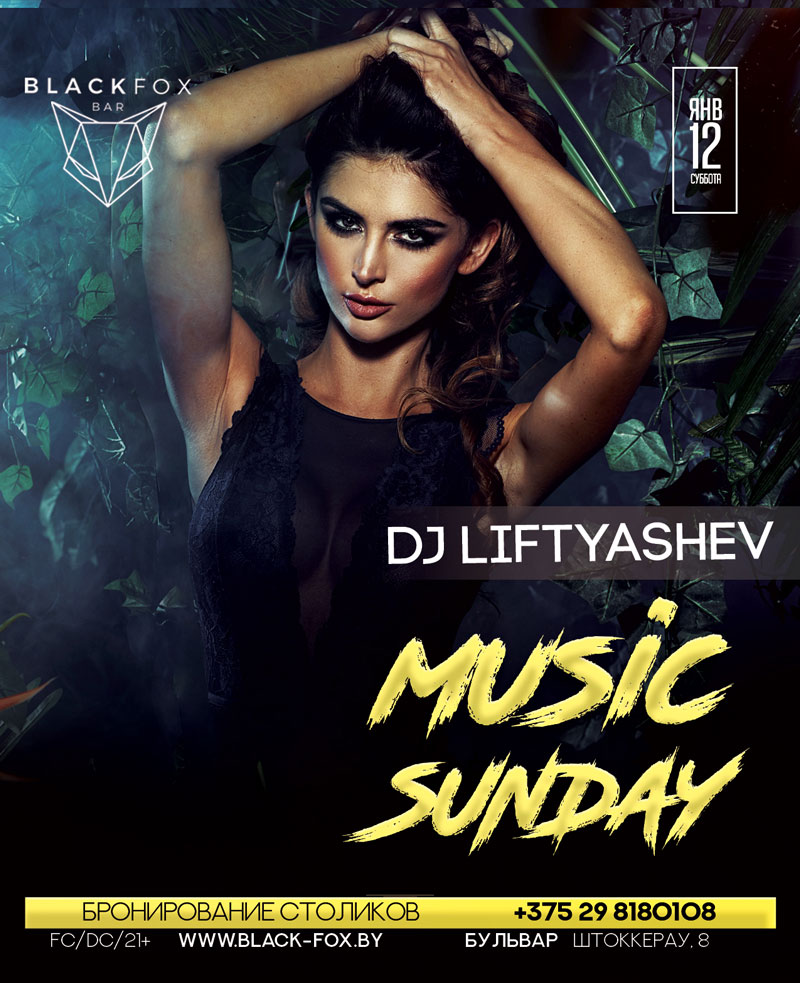 BLACKFOX
BAR
ЯНВ
12
СУББОТА
DJ LIFTYASHEV
MUSIC
SUNDAY
БРОНИРОВАНИЕ СТОЛИКОВ +375 29 8180108
FC/DC/21+ WWW.BLACK-FOX.BY БУЛЬВАР ШТОККЕРАУ, 8